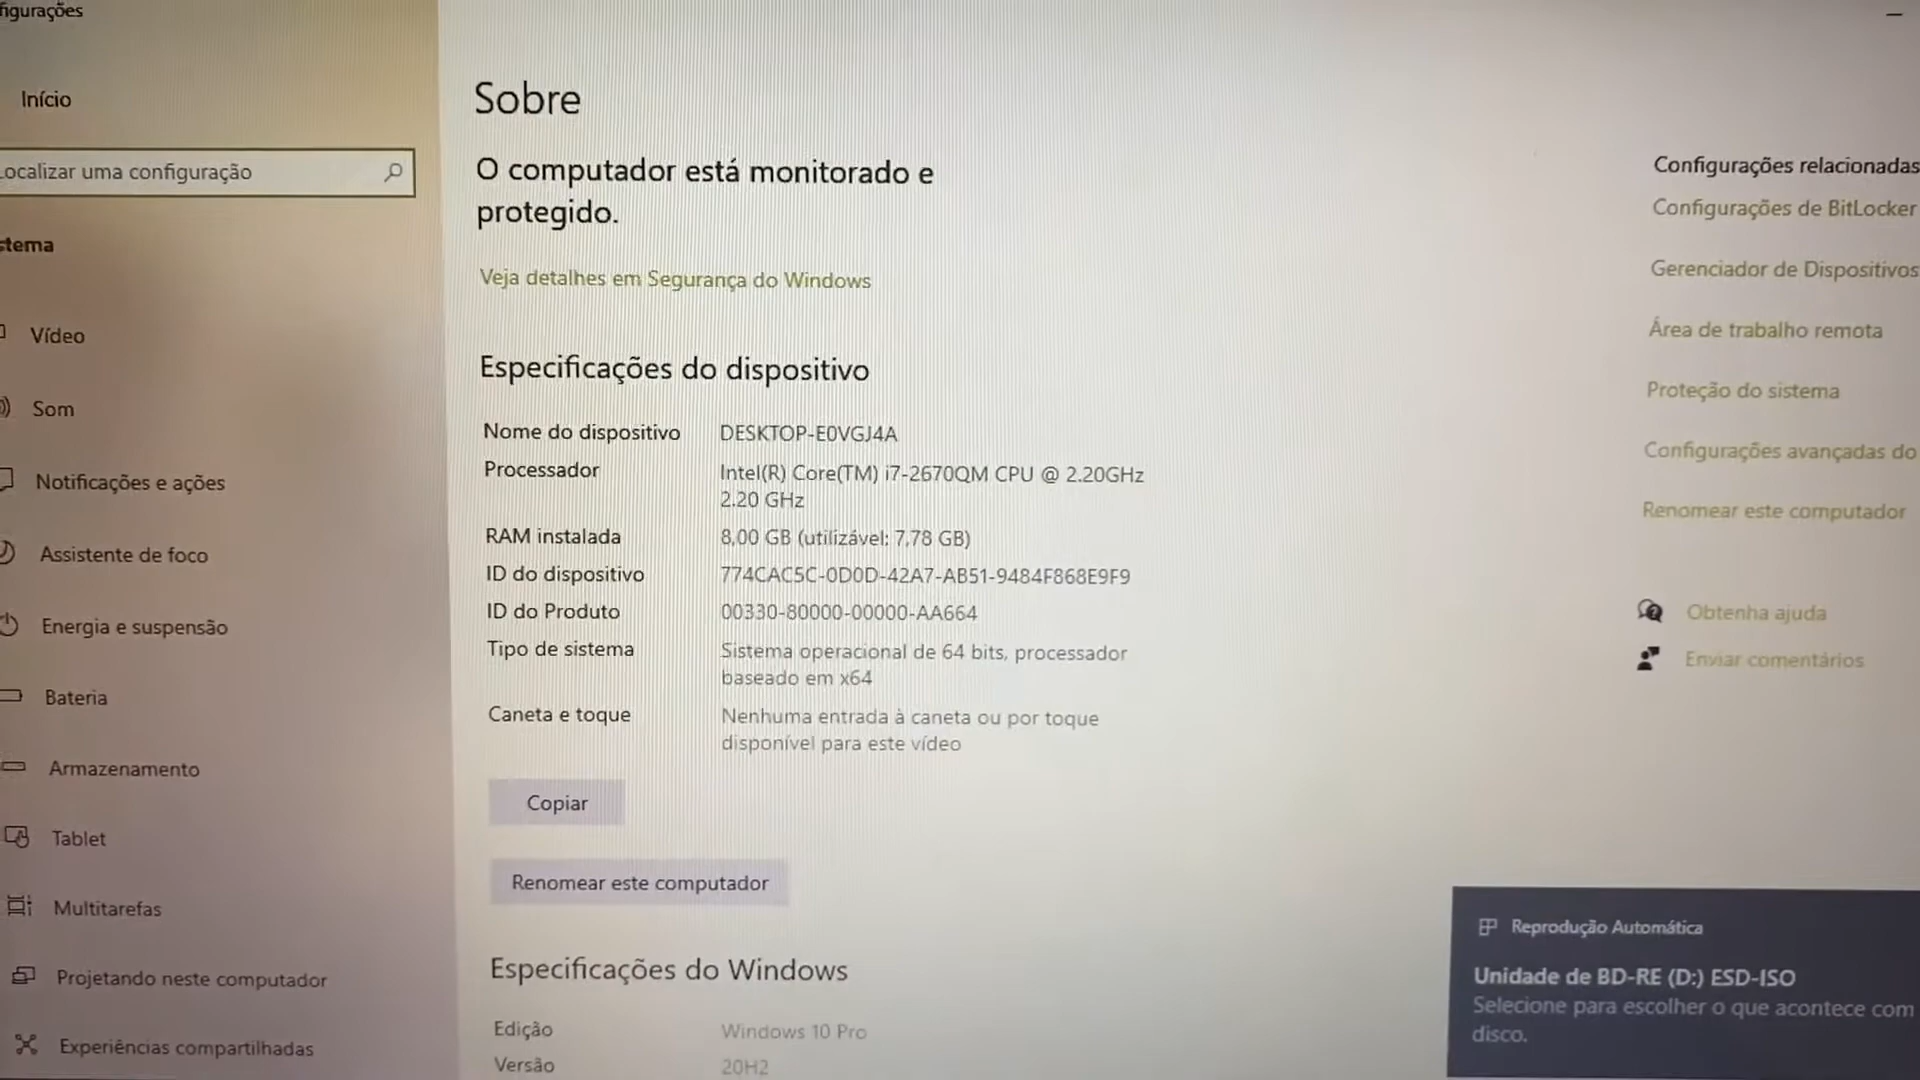 figurações
Início
Localizar uma configuração
stema
Vídeo
Som
Notificações e ações
Assistente de foco
Energia e suspensão
Bateria
Armazenamento
Tablet
Multitarefas
Projetando neste computador
Experiências compartilhadas
Sobre
O computador está monitorado e
protegido.
Veja detalhes em Segurança do Windows
Especificações do dispositivo
Nome do dispositivo DESKTOP-E0VGJ4A
Processador Intel(R) Core(TM) i7-2670QM CPU @ 2.20GHz
2.20 GHz
RAM instalada 8,00 GB (utilizável: 7,78 GB)
ID do dispositivo 774CAC5C-0D0D-42A7-AB51-9484F868E9F9
ID do Produto 00330-80000-00000-AA664
Tipo de sistema Sistema operacional de 64 bits, processador
baseado em x64
Caneta e toque Nenhuma entrada à caneta ou por toque
disponível para este vídeo
Copiar
Renomear este computador
Especificações do Windows
Edição Windows 10 Pro
Versão 20H2
Configurações relacionadas
Configurações de BitLocker
Gerenciador de Dispositivos
Área de trabalho remota
Proteção do sistema
Configurações avançadas do
Renomear este computador
Obtenha ajuda
Enviar comentários
Reprodução Automática
Unidade de BD-RE (D:) ESD-ISO
Selecione para escolher o que acontece com
disco.